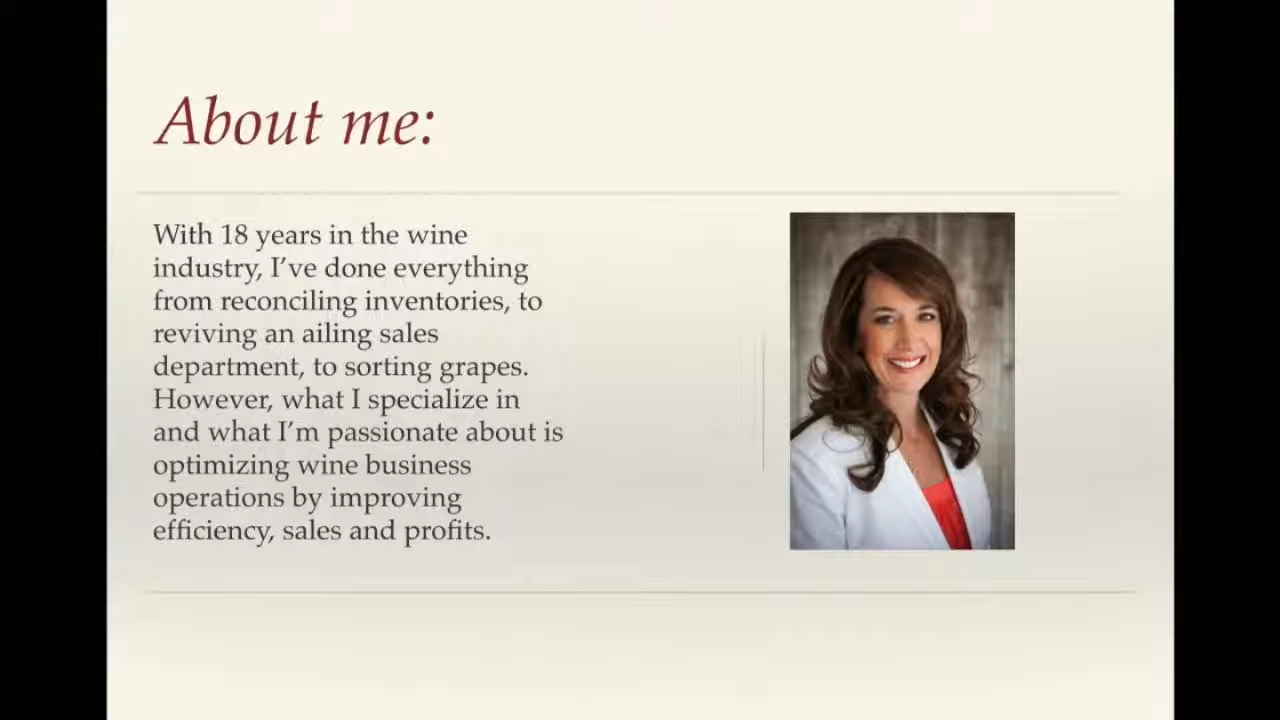 About me:
With 18 years in the wine
industry, I’ve done everything
from reconciling inventories, to
reviving an ailing sales
department, to sorting grapes.
However, what I specialize in
and what I’m passionate about is
optimizing wine business
operations by improving
efficiency, sales and profits.